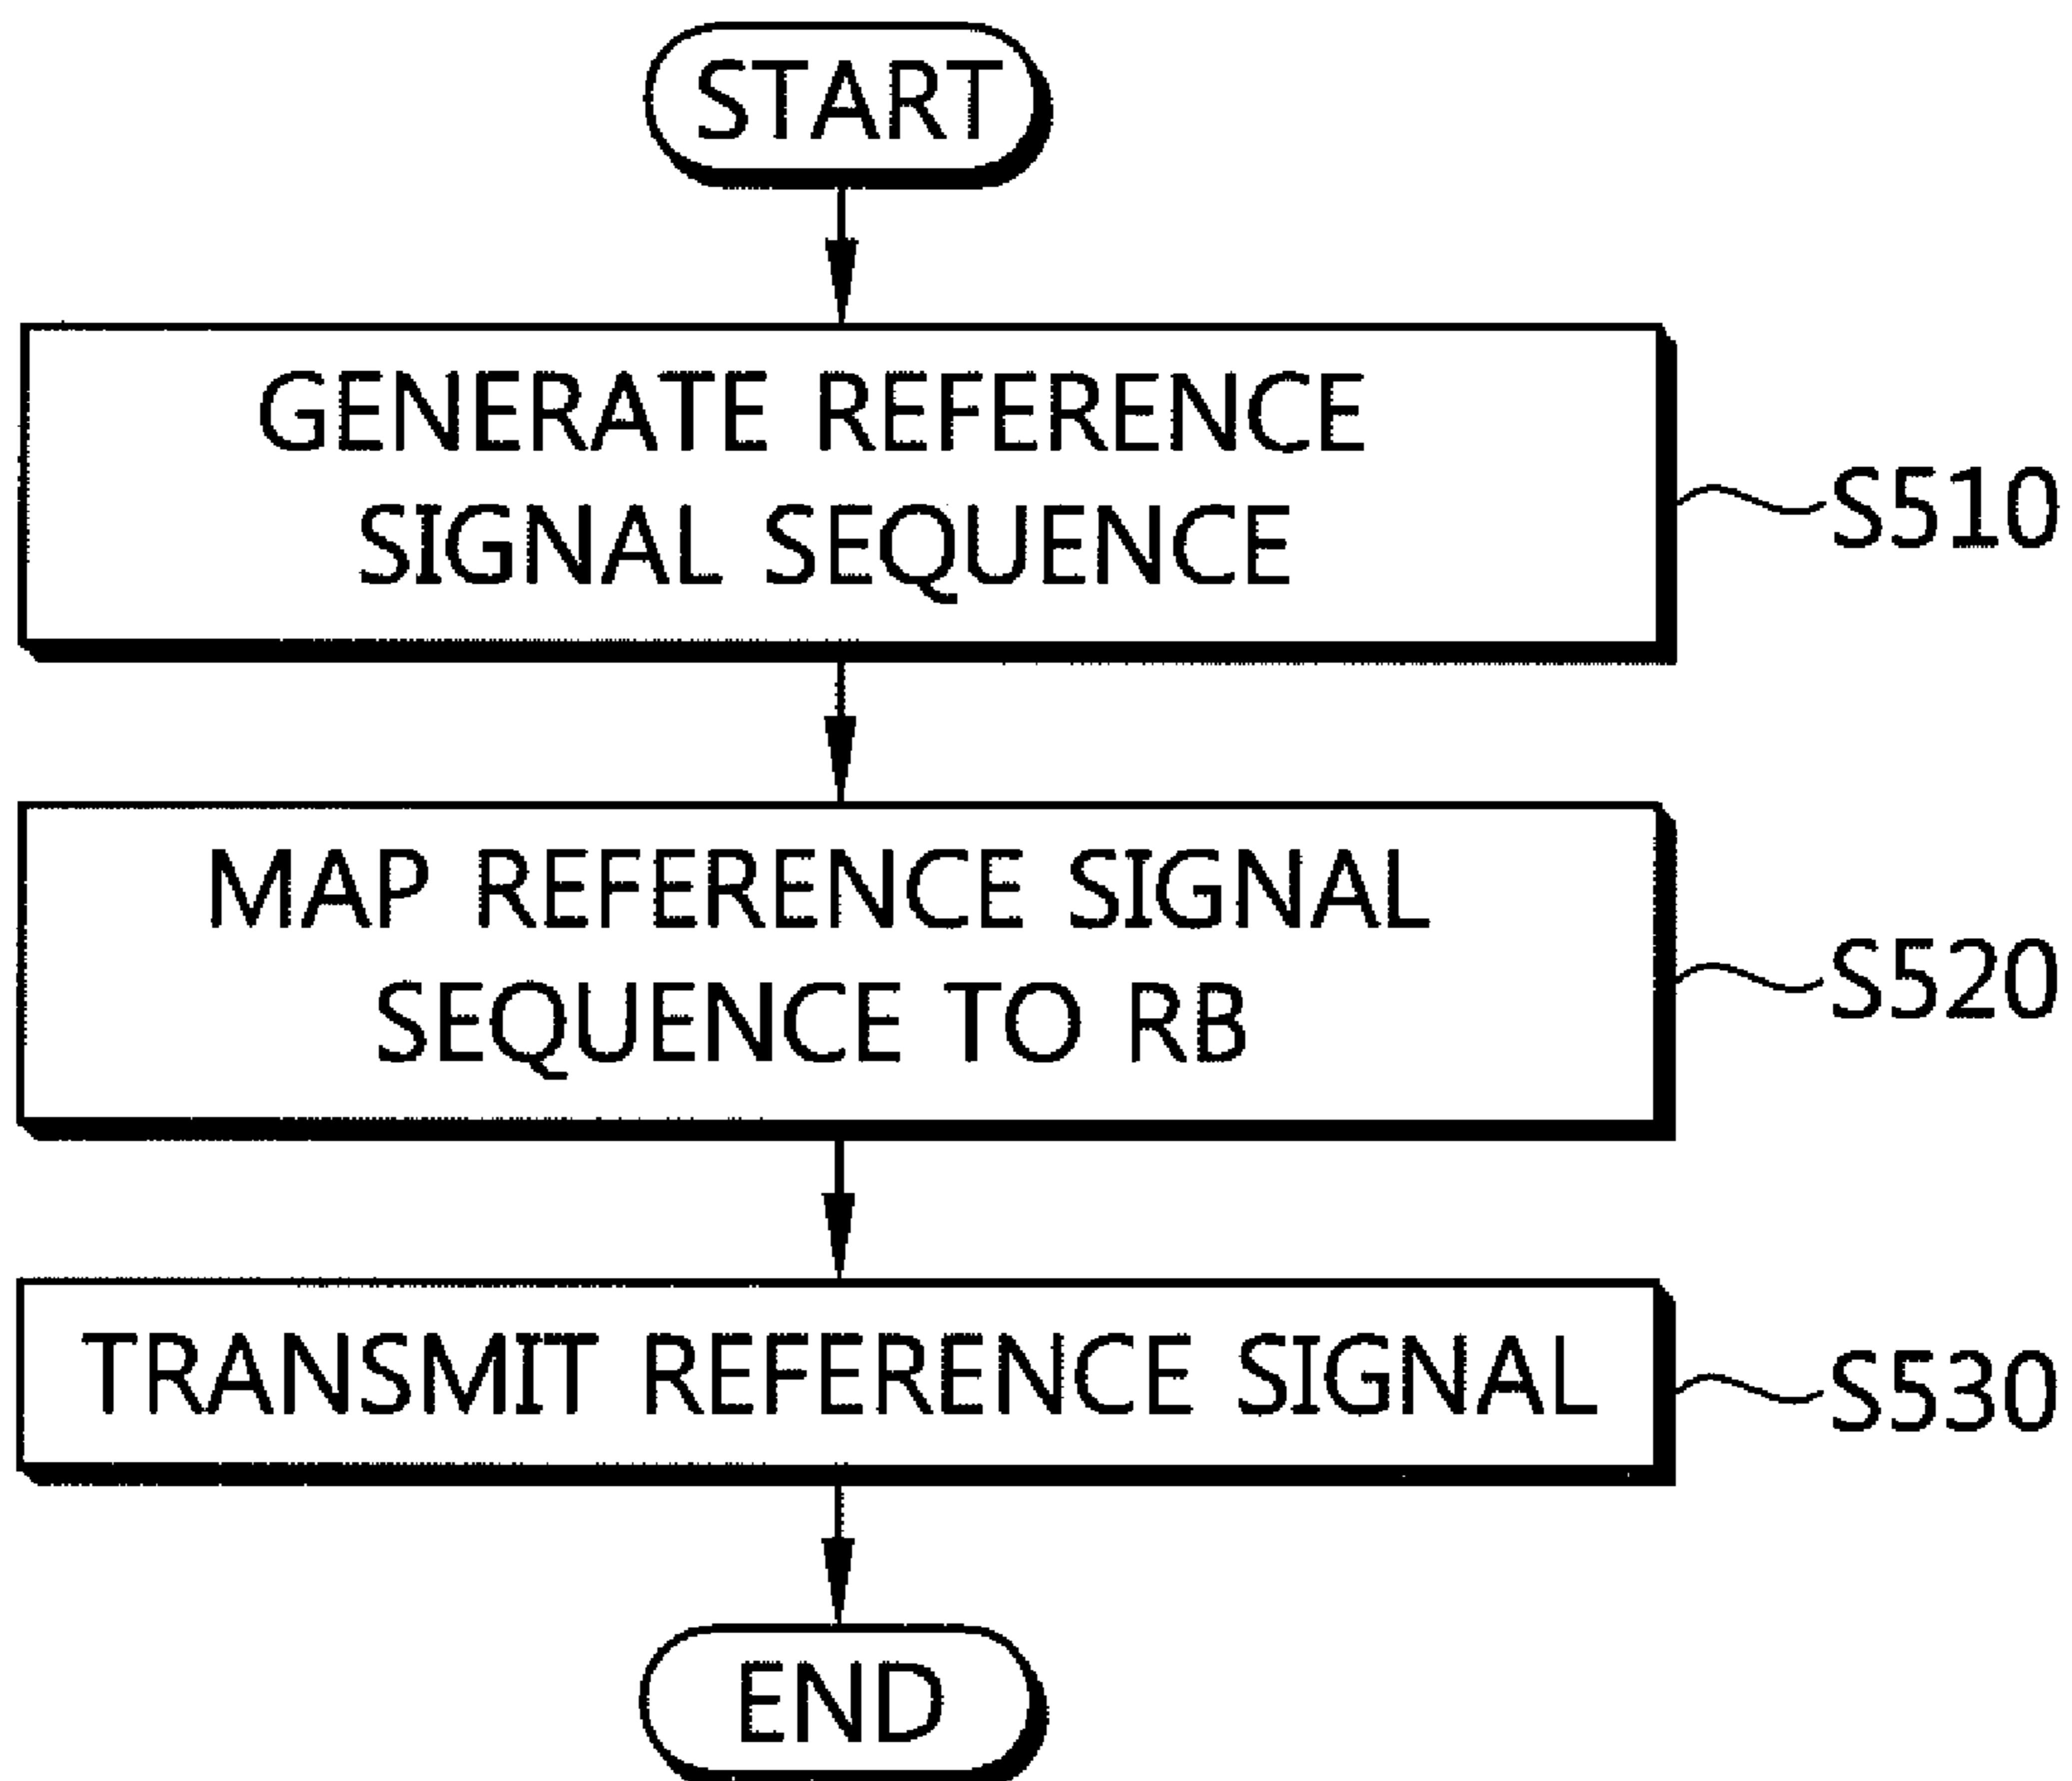 START
GENERATE REFERENCE
SIGNAL SEQUENCE
S510
MAP REFERENCE SIGNAL
SEQUENCE TO RB
S520
TRANSMIT REFERENCE SIGNAL
S530
END